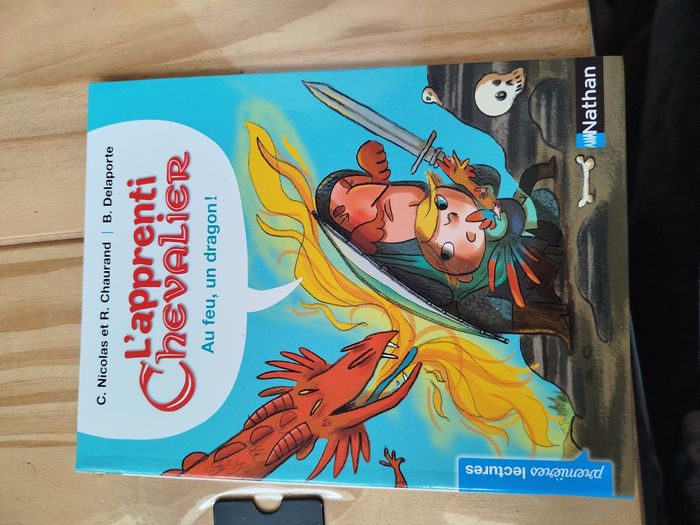 C. Nicolas et R. Chaurand | B. Delaporte
L'apprenti
Chevalier
Au feu, un dragon !
premières lectures
Nathan